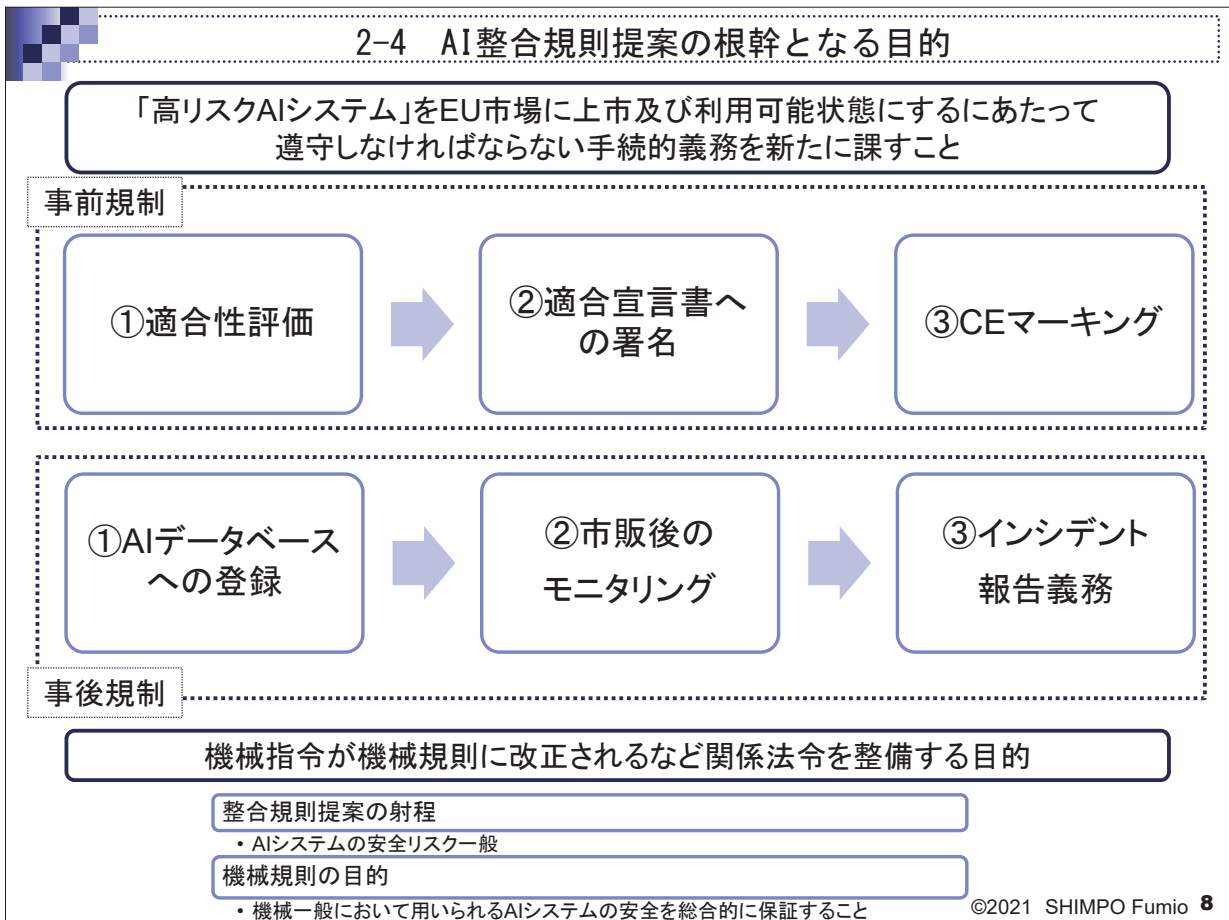 2-4 AI整合規則提案の根幹となる目的
「高リスクAIシステム」をEU市場に上市及び利用可能状態にするにあたって
遵守しなければならない手続的義務を新たに課すこと
事前規制
①適合性評価
②適合宣言書へ
の署名
③CEマーキング
①AIデータベース
への登録
②市販後の
モニタリング
③インシデント
報告義務
事後規制
機械指令が機械規則に改正されるなど関係法令を整備する目的
整合規則提案の射程
• AIシステムの安全リスク一般
機械規則の目的
• 機械一般において用いられるAIシステムの安全を総合的に保証すること
©2021 SHIMPO Fumio 8